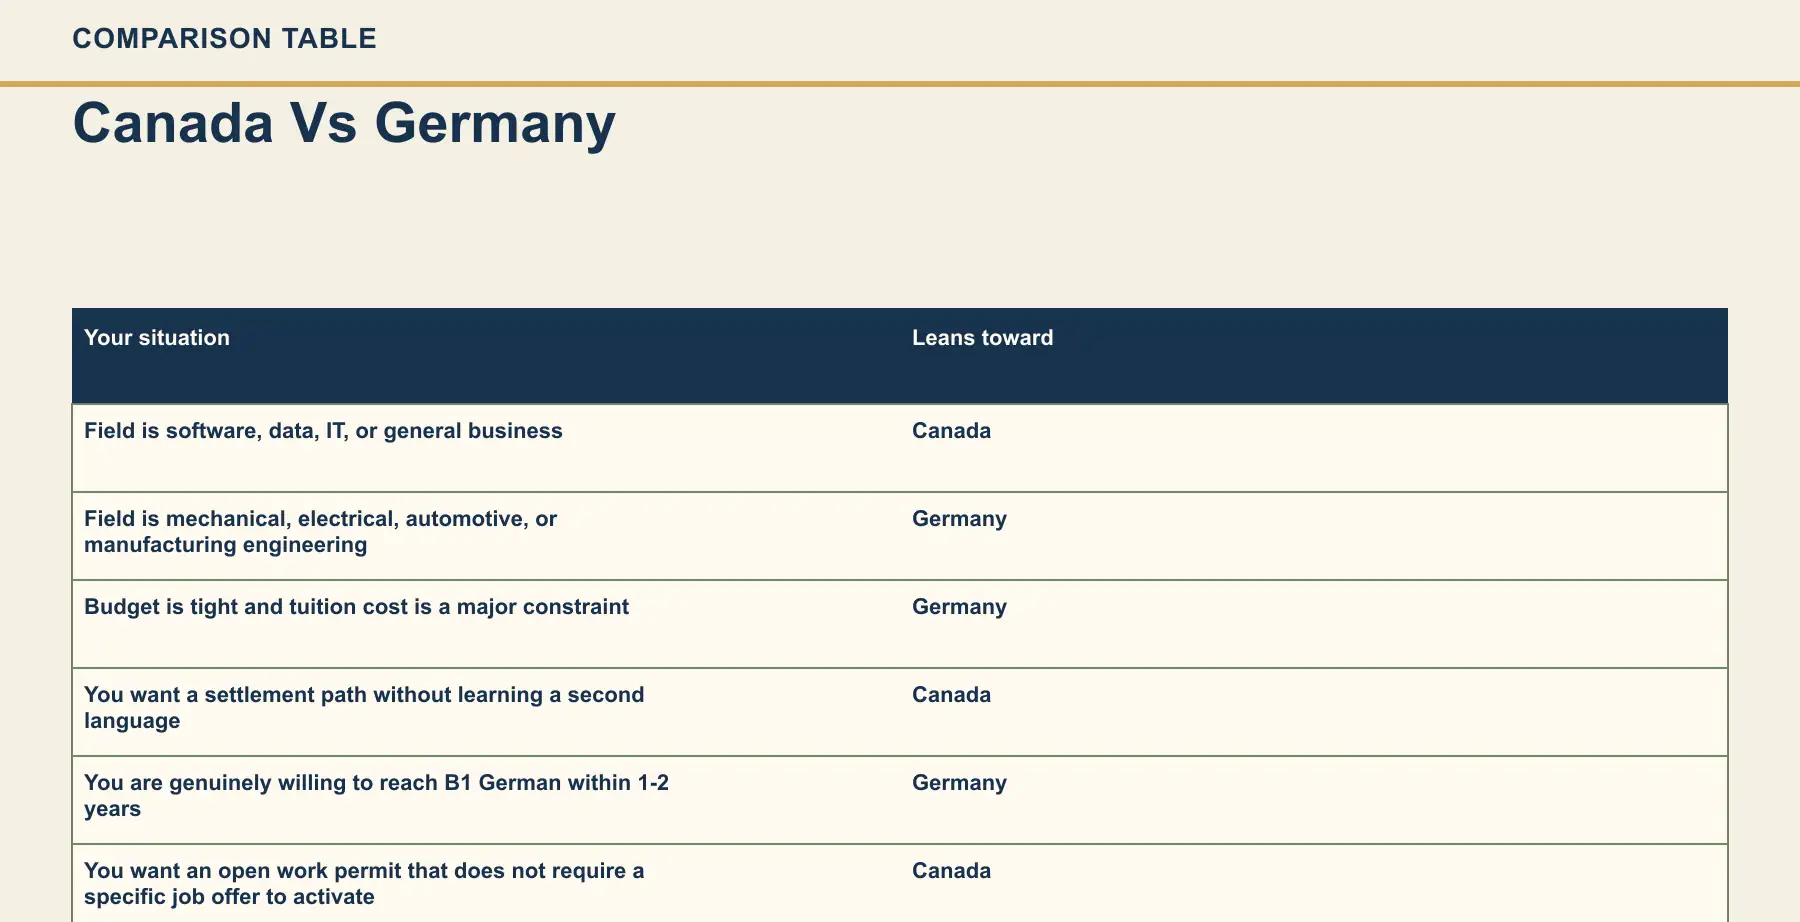 COMPARISON TABLE
Canada Vs Germany
Your situation
Leans toward
Field is software, data, IT, or general business
Canada
Field is mechanical, electrical, automotive, or
manufacturing engineering
Germany
Budget is tight and tuition cost is a major constraint
Germany
You want a settlement path without learning a second
language
Canada
You are genuinely willing to reach B1 German within 1-2
years
Germany
You want an open work permit that does not require a
specific job offer to activate
Canada